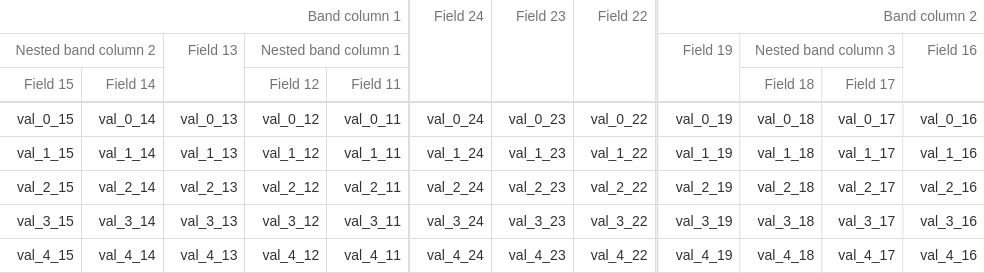 Band column 1 Field 24 Field 23 Field 22 Band column 2
Nested band column 2 Field 13 Nested band column 1 Field 19 Nested band column 3 Field 16
Field 15 Field 14 Field 12 Field 11 Field 18 Field 17
val_0_15 val_0_14 val_0_13 val_0_12 val_0_11 val_0_24 val_0_23 val_0_22 val_0_19 val_0_18 val_0_17 val_0_16
val_1_15 val_1_14 val_1_13 val_1_12 val_1_11 val_1_24 val_1_23 val_1_22 val_1_19 val_1_18 val_1_17 val_1_16
val_2_15 val_2_14 val_2_13 val_2_12 val_2_11 val_2_24 val_2_23 val_2_22 val_2_19 val_2_18 val_2_17 val_2_16
val_3_15 val_3_14 val_3_13 val_3_12 val_3_11 val_3_24 val_3_23 val_3_22 val_3_19 val_3_18 val_3_17 val_3_16
val_4_15 val_4_14 val_4_13 val_4_12 val_4_11 val_4_24 val_4_23 val_4_22 val_4_19 val_4_18 val_4_17 val_4_16